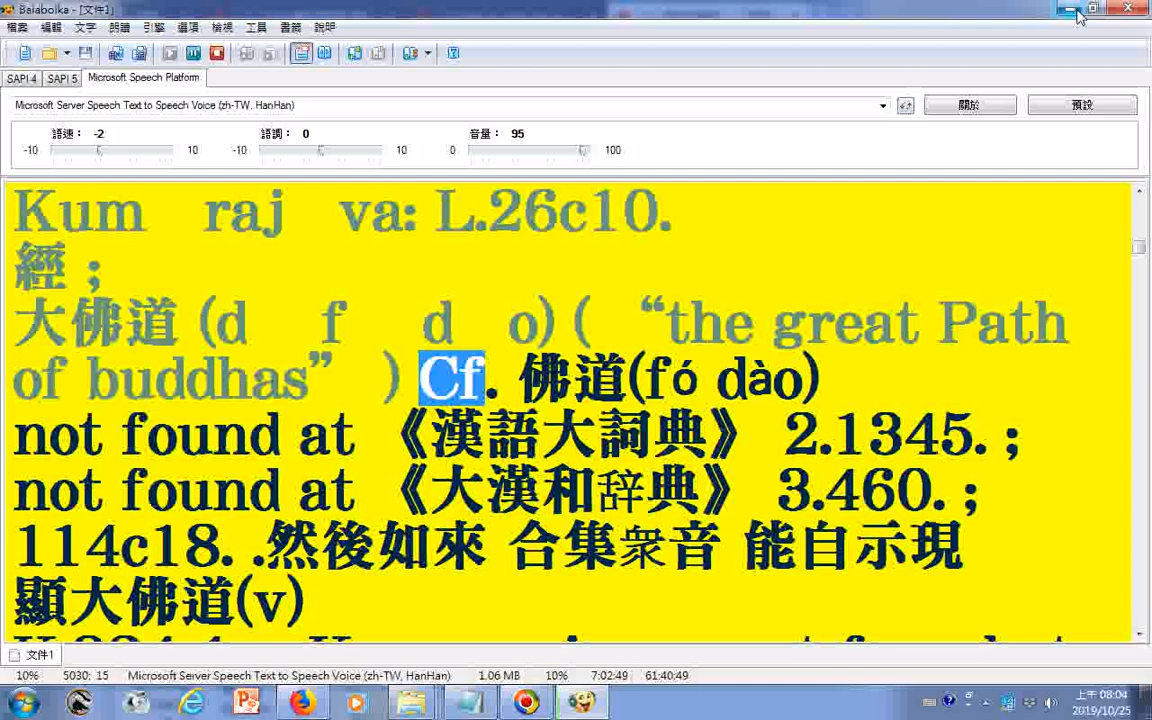 Balabolka - [文件1]
檔案 編輯 文字 朗讀 引擎 選項 檢視 工具 書籤 說明
SAPI 4 SAPI 5 Microsoft Speech Platform
Microsoft Server Speech Text to Speech Voice (zh-TW, HanHan) 關於 預設
語速： -2 語調： 0 音量： 95
-10 10 -10 10 0 100
Kum raj va: L.26c10.
經；
大佛道 (d f d o) ( “the great Path
of buddhas” ) Cf. 佛道(fó dào)
not found at 《漢語大詞典》 2.1345.；
not found at 《大漢和辞典》 3.460.；
114c18. .然後如來 合集衆音 能自示現
顯大佛道(v)
文件1
10% 5030; 15 Microsoft Server Speech Text to Speech Voice (zh-TW, HanHan) 1.06 MB 10% 7:02:49 61:40:49
上午 08:04
2019/10/25